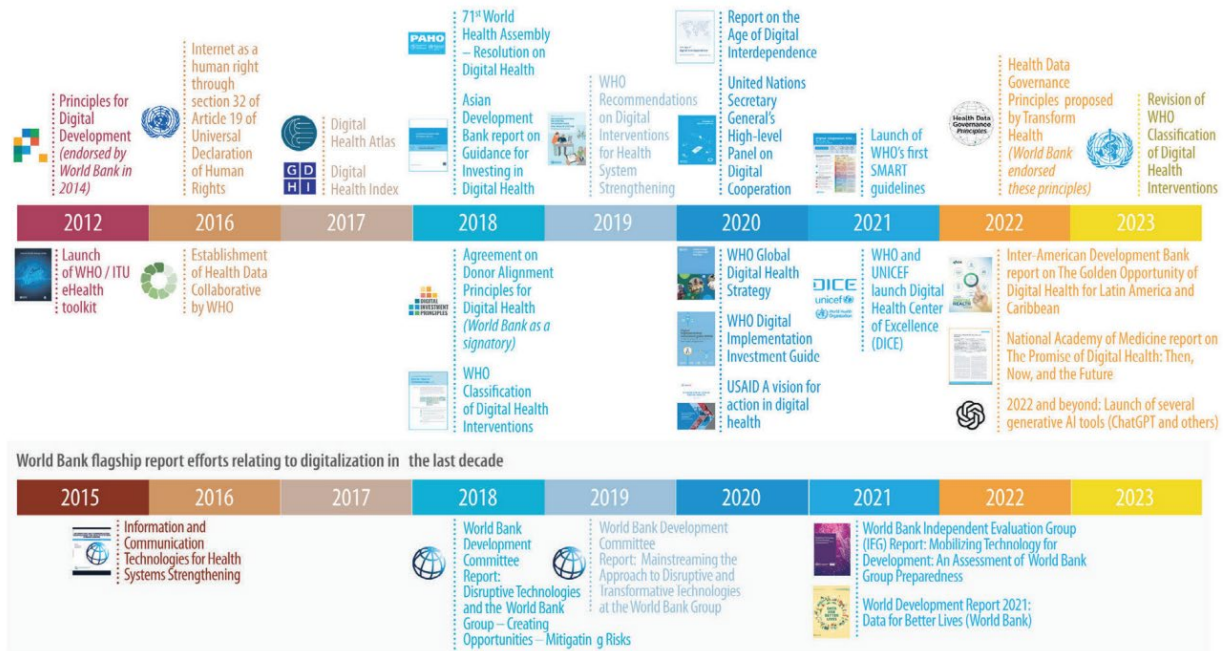 Principles for
Digital
Development
(endorsed by
World Bank in
2014)
Internet as a
human right
through
section 32 of
Article 19 of
Universal
Declaration
of Human
Rights
Digital
Health Atlas
GD
HI
Digital
Health Index
PAHO
71st World
Health Assembly
– Resolution on
Digital Health
Asian
Development
Bank report on
Guidance for
Investing in
Digital Health
WHO
Recommendations
on Digital
Interventions
for Health
System
Strengthening
Report on the
Age of Digital
Interdependence
United Nations
Secretary
General's
High-level
Panel on
Digital
Cooperation
Launch of
WHO's first
SMART
guidelines
Health Data
Governance
Principles
Health Data
Governance
Principles proposed
by Transform
Health
(World Bank
endorsed
these principles)
Revision of
WHO
Classification
of Digital
Health
Interventions
2012 2016 2017 2018 2019 2020 2021 2022 2023
Launch
of WHO / ITU
eHealth
toolkit
Establishment
of Health Data
Collaborative
by WHO
DIGITAL
INVESTMENT
PRINCIPLES
Agreement on
Donor Alignment
Principles for
Digital Health
(World Bank as a
signatory)
WHO
Classification
of Digital Health
Interventions
WHO Global
Digital Health
Strategy
WHO Digital
Implementation
Investment Guide
USAID A vision for
action in digital
health
DICE
unicef
World Health
Organization
WHO and
UNICEF
launch Digital
Health Center
of Excellence
(DICE)
Inter-American Development Bank
report on The Golden Opportunity of
Digital Health for Latin America and
Caribbean
National Academy of Medicine report on
The Promise of Digital Health: Then,
Now, and the Future
2022 and beyond: Launch of several
generative AI tools (ChatGPT and others)
World Bank flagship report efforts relating to digitalization in the last decade
2015 2016 2017 2018 2019 2020 2021 2022 2023
Information and
Communication
Technologies for Health
Systems Strengthening
World Bank
Development
Committee
Report:
Disruptive Technologies
and the World Bank
Group – Creating
Opportunities – Mitigatin g Risks
World Bank Development
Committee
Report: Mainstreaming the
Approach to Disruptive and
Transformative Technologies
at the World Bank Group
World Bank Independent Evaluation Group
(IFG) Report: Mobilizing Technology for
Development: An Assessment of World Bank
Group Preparedness
World Development Report 2021:
Data for Better Lives (World Bank)